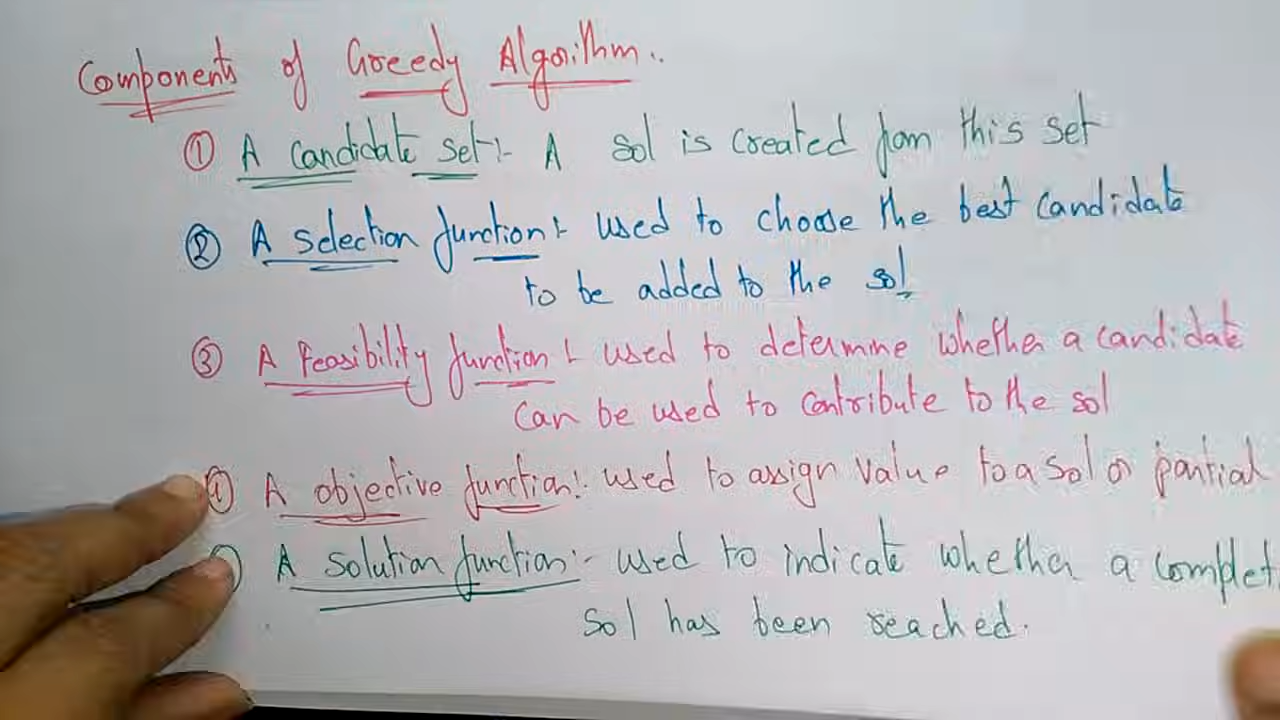 Components of Greedy Algorithm..
① A candidate set:- A sol is created from this set
② A selection function:- used to choose the best candidate
to be added to the sol
③ A feasibility function:- used to determine whether a candidate
can be used to contribute to the sol
④ A objective function:- used to assign value to a sol or partial
A solution function:- used to indicate whether a complet
sol has been reached.